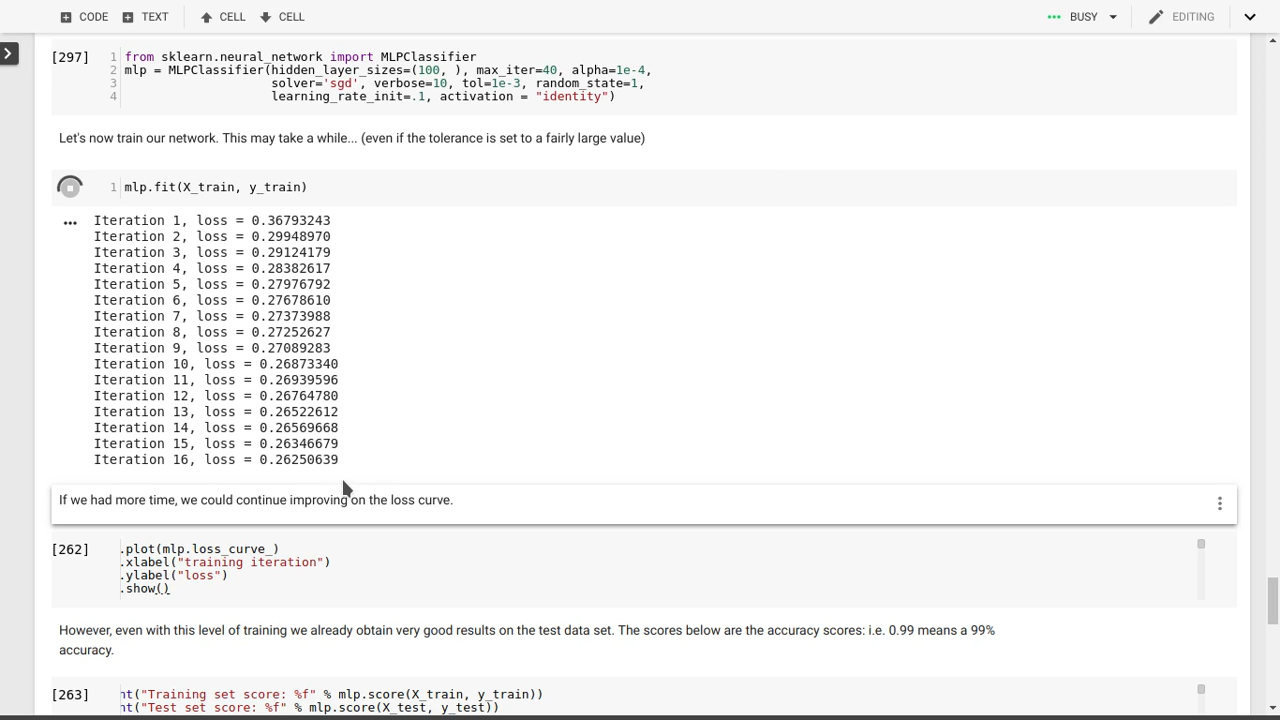 CODE TEXT CELL CELL BUSY EDITING
[297] 1 from sklearn.neural_network import MLPClassifier
2 mlp = MLPClassifier(hidden_layer_sizes=(100, ), max_iter=40, alpha=1e-4,
3 solver='sgd', verbose=10, tol=1e-3, random_state=1,
4 learning_rate_init=.1, activation = "identity")
Let's now train our network. This may take a while... (even if the tolerance is set to a fairly large value)
1 mlp.fit(X_train, y_train)
Iteration 1, loss = 0.36793243
Iteration 2, loss = 0.29948970
Iteration 3, loss = 0.29124179
Iteration 4, loss = 0.28382617
Iteration 5, loss = 0.27976792
Iteration 6, loss = 0.27678610
Iteration 7, loss = 0.27373988
Iteration 8, loss = 0.27252627
Iteration 9, loss = 0.27089283
Iteration 10, loss = 0.26873340
Iteration 11, loss = 0.26939596
Iteration 12, loss = 0.26764780
Iteration 13, loss = 0.26522612
Iteration 14, loss = 0.26569668
Iteration 15, loss = 0.26346679
Iteration 16, loss = 0.26250639
If we had more time, we could continue improving on the loss curve.
[262] .plot(mlp.loss_curve_)
.xlabel("training iteration")
.ylabel("loss")
.show()
However, even with this level of training we already obtain very good results on the test data set. The scores below are the accuracy scores: i.e. 0.99 means a 99%
accuracy.
[263] nt("Training set score: %f" % mlp.score(X_train, y_train))
nt("Test set score: %f" % mlp.score(X_test, y_test))